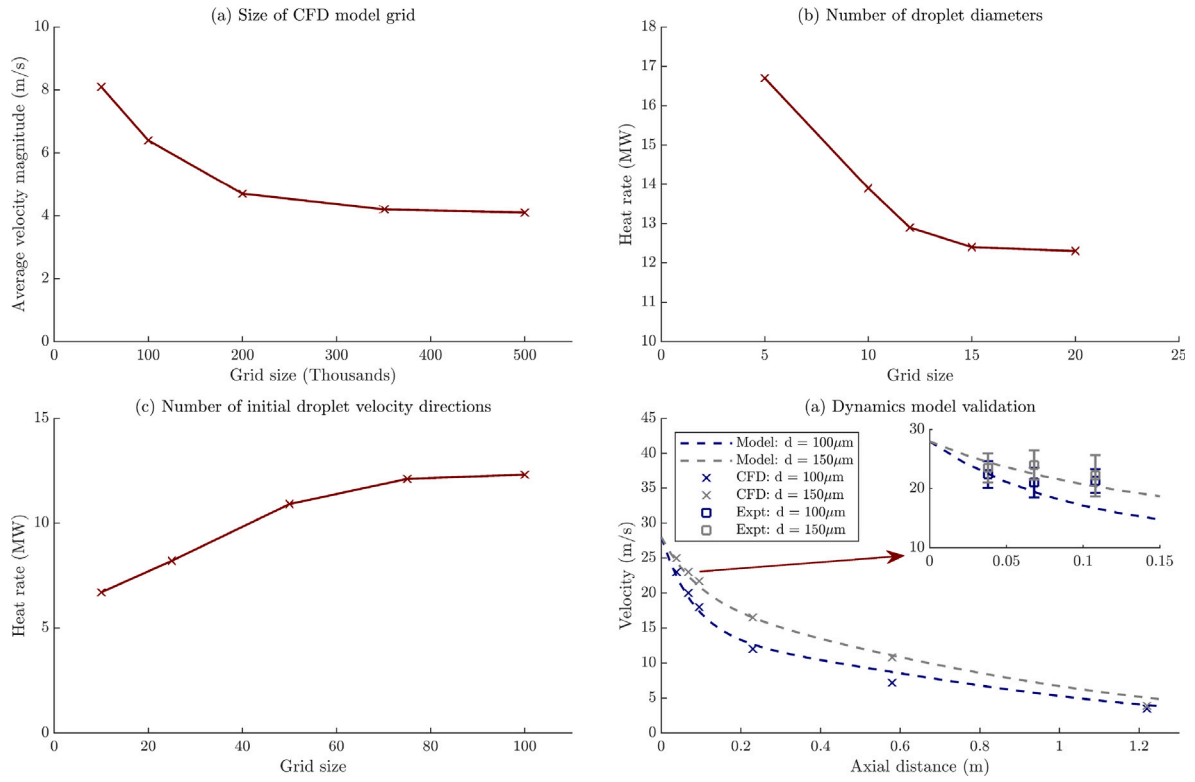 (a) Size of CFD model grid
10
8
6
4
2
0
Average velocity magnitude (m/s)
0 100 200 300 400 500
Grid size (Thousands)
(b) Number of droplet diameters
18
17
16
15
14
13
12
11
10
Heat rate (MW)
0 5 10 15 20 25
Grid size
(c) Number of initial droplet velocity directions
15
10
5
0
Heat rate (MW)
0 20 40 60 80 100
Grid size
(a) Dynamics model validation
45
40
35
30
25
20
15
10
5
0
Velocity (m/s)
Model: d = 100μm
Model: d = 150μm
CFD: d = 100μm
CFD: d = 150μm
Expt: d = 100μm
Expt: d = 150μm
30
20
10
0 0.05 0.1 0.15
0 0.2 0.4 0.6 0.8 1 1.2
Axial distance (m)